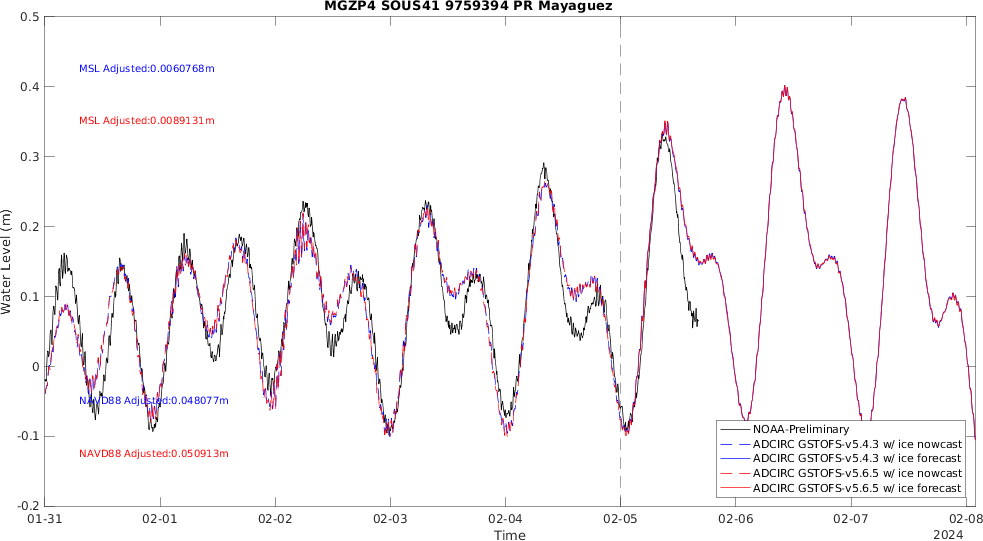 MGZP4 SOUS41 9759394 PR Mayaguez
0.5
0.4
0.3
0.2
0.1
0
-0.1
-0.2
Water Level (m)
MSL Adjusted:0.0060768m
MSL Adjusted:0.0089131m
NAVD88 Adjusted:0.048077m
NAVD88 Adjusted:0.050913m
NOAA-Preliminary
ADCIRC GSTOFS-v5.4.3 w/ ice nowcast
ADCIRC GSTOFS-v5.4.3 w/ ice forecast
ADCIRC GSTOFS-v5.6.5 w/ ice nowcast
ADCIRC GSTOFS-v5.6.5 w/ ice forecast
01-31 02-01 02-02 02-03 02-04 02-05 02-06 02-07 02-08
Time
2024